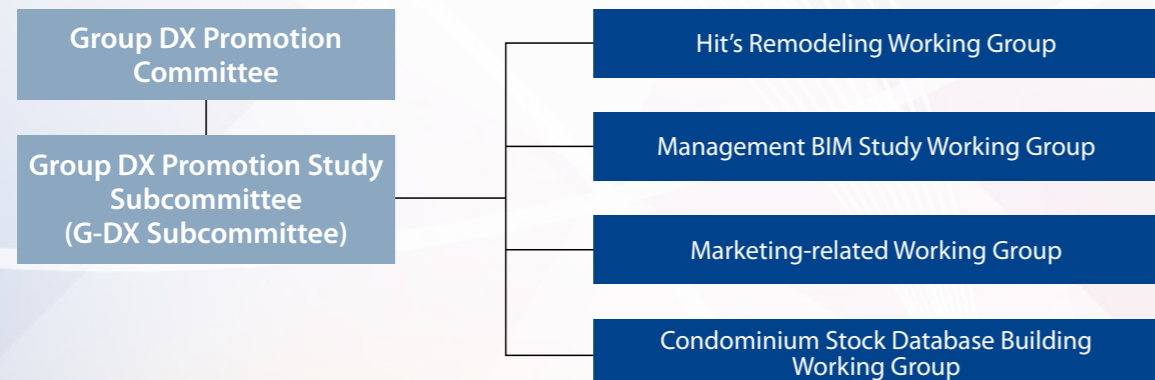 Group DX Promotion
Committee
Group DX Promotion Study
Subcommittee
(G-DX Subcommittee)
Hit's Remodeling Working Group
Management BIM Study Working Group
Marketing-related Working Group
Condominium Stock Database Building
Working Group